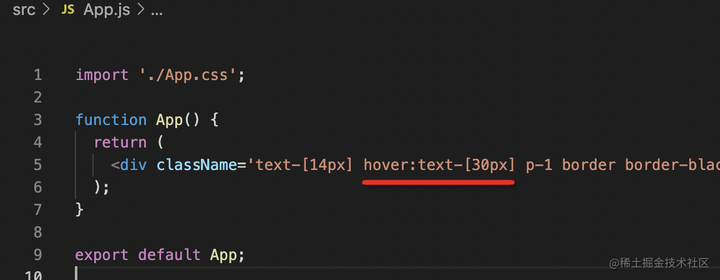 src > JS App.js > ...
1 import './App.css';
2
3 function App() {
4 return (
5 <div className='text-[14px] hover:text-[30px] p-1 border border-blac
6 );
7 }
8
9 export default App;
10
@稀土掘金技术社区